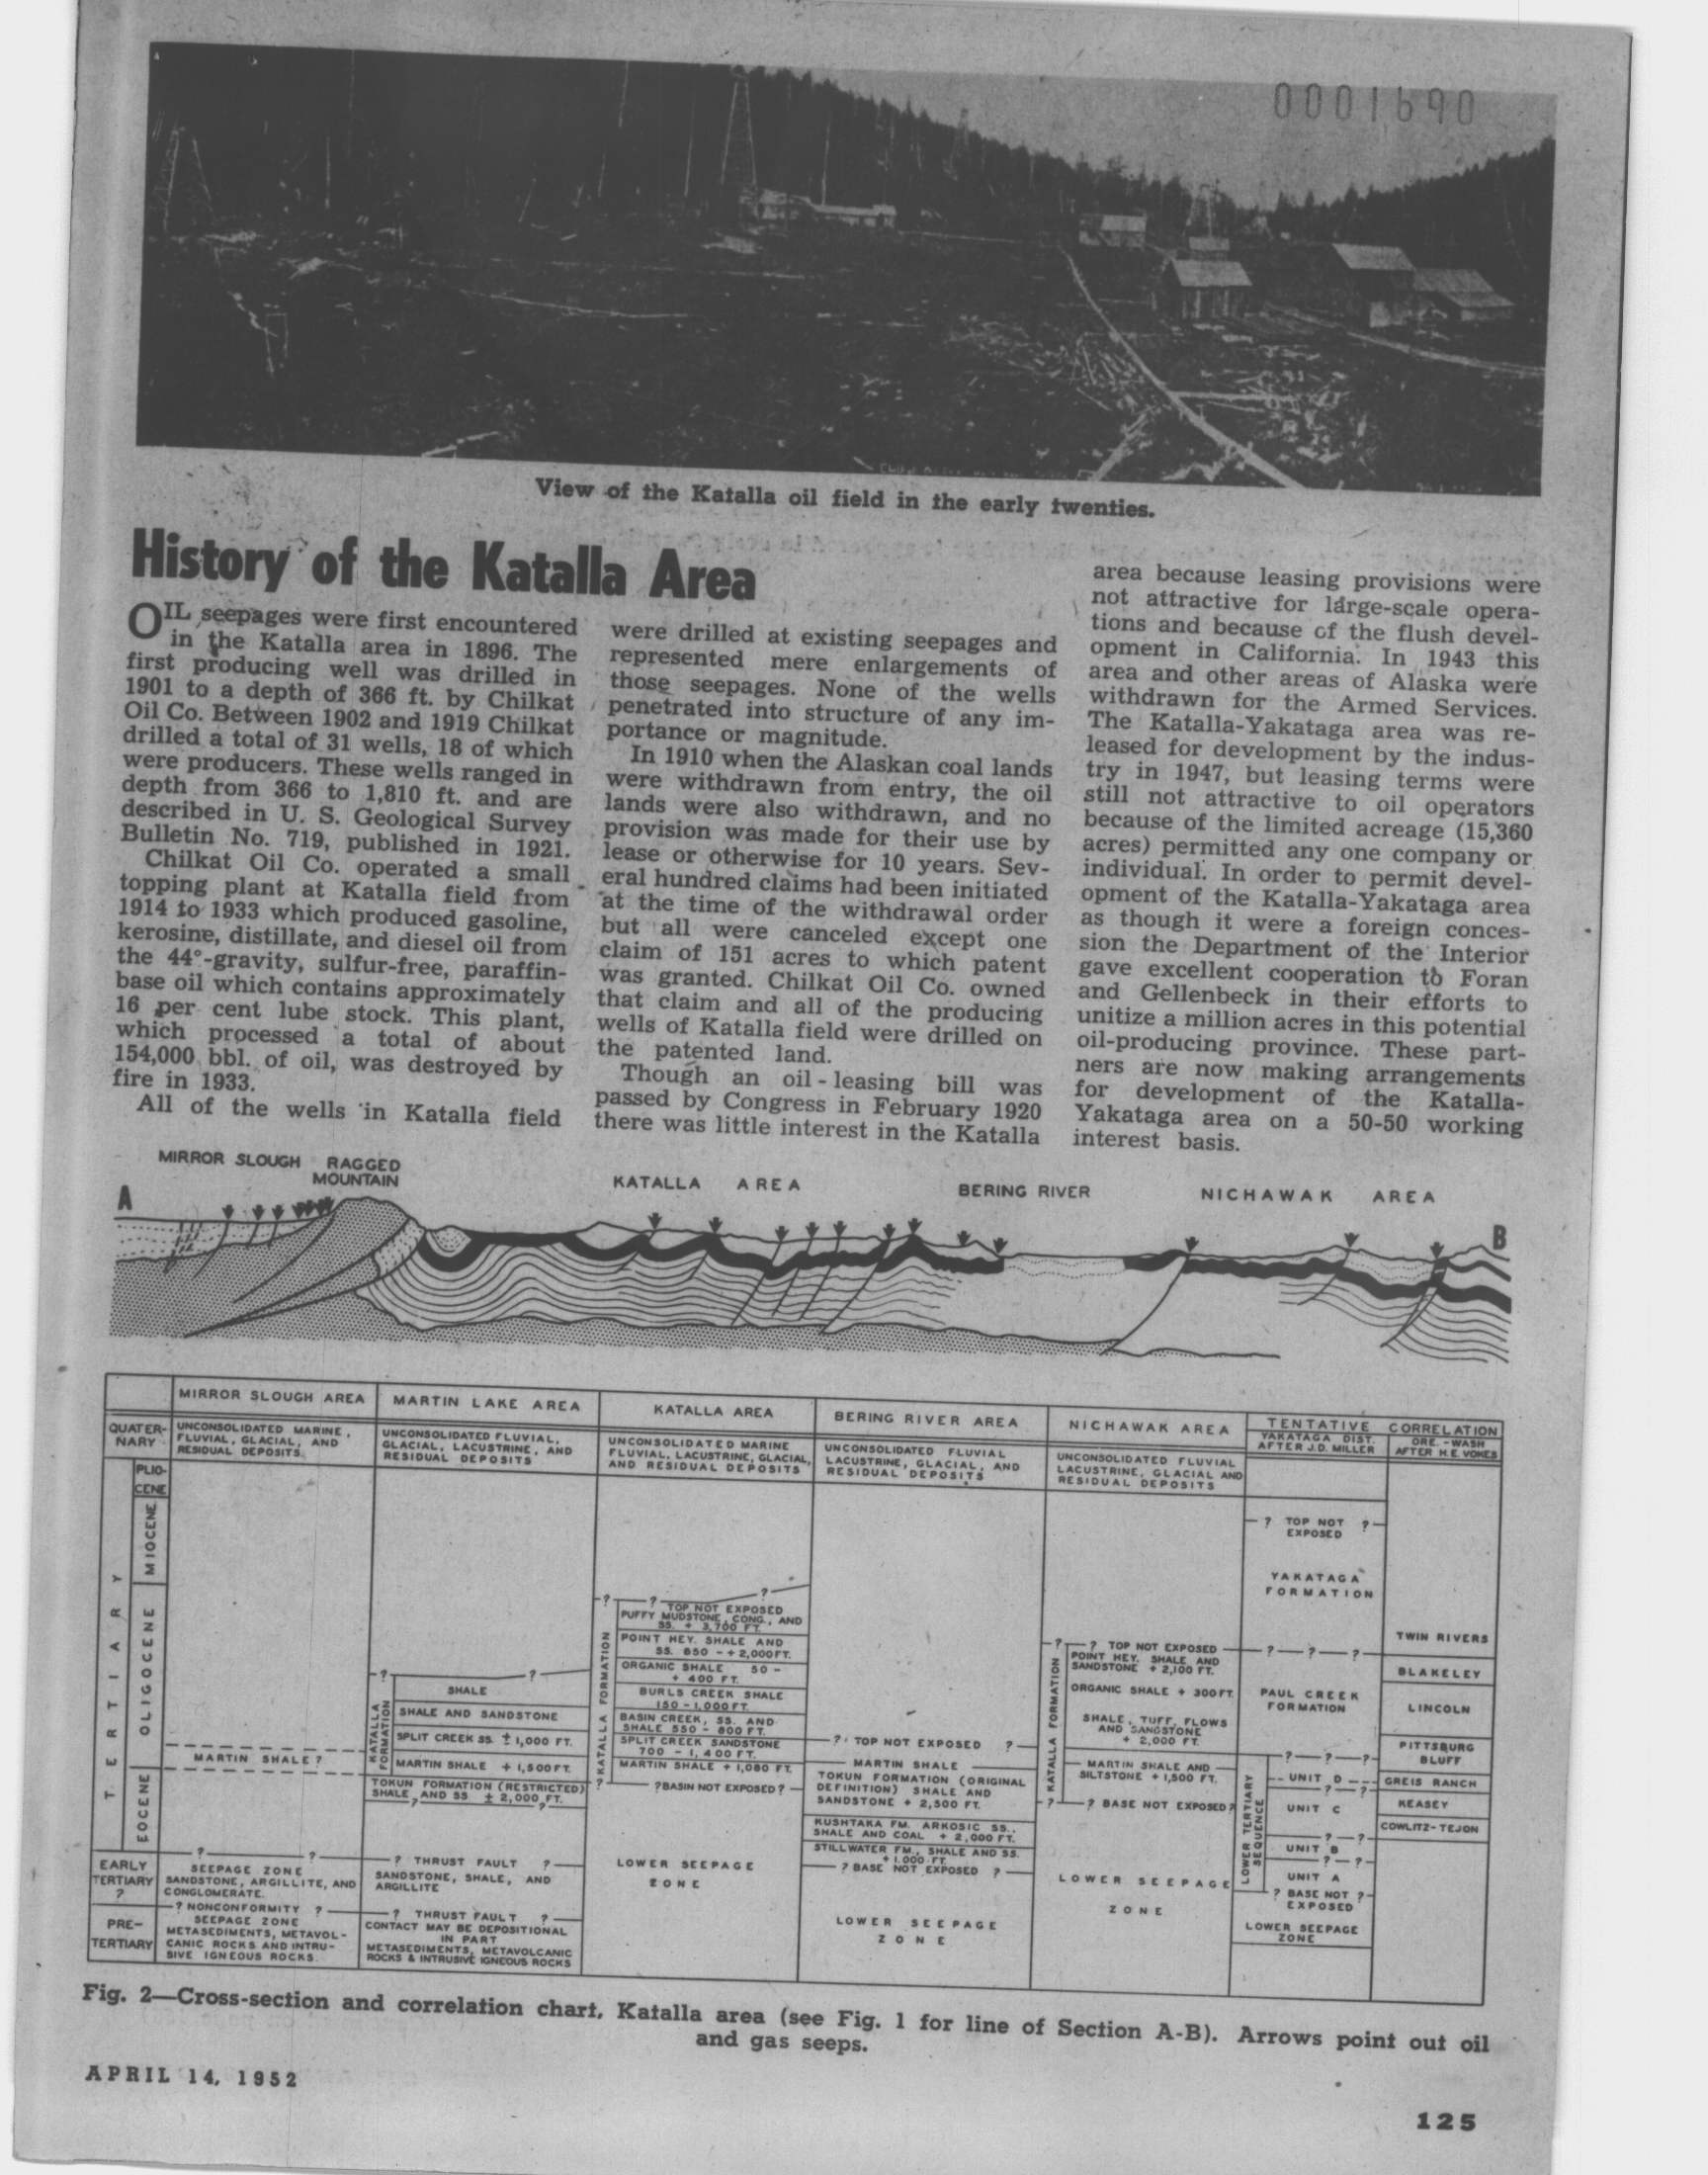 0001690
View of the Katalla oil field in the early twenties.
History of the Katalla Area
OIL seepages were first encountered
in the Katalla area in 1896. The
first producing well was drilled in
1901 to a depth of 366 ft. by Chilkat
Oil Co. Between 1902 and 1919 Chilkat
drilled a total of 31 wells, 18 of which
were producers. These wells ranged in
depth from 366 to 1,810 ft. and are
described in U. S. Geological Survey
Bulletin No. 719, published in 1921.
Chilkat Oil Co. operated a small
topping plant at Katalla field from
1914 to 1933 which produced gasoline,
kerosine, distillate, and diesel oil from
the 44°-gravity, sulfur-free, paraffin-
base oil which contains approximately
16 per cent lube stock. This plant,
which processed a total of about
154,000 bbl. of oil, was destroyed by
fire in 1933.
All of the wells in Katalla field
were drilled at existing seepages and
represented mere enlargements of
those seepages. None of the wells
penetrated into structure of any im-
portance or magnitude.
In 1910 when the Alaskan coal lands
were withdrawn from entry, the oil
lands were also withdrawn, and no
provision was made for their use by
lease or otherwise for 10 years. Sev-
eral hundred claims had been initiated
at the time of the withdrawal order
but all were canceled except one
claim of 151 acres to which patent
was granted. Chilkat Oil Co. owned
that claim and all of the producing
wells of Katalla field were drilled on
the patented land.
Though an oil-leasing bill was
passed by Congress in February 1920
there was little interest in the Katalla
area because leasing provisions were
not attractive for large-scale opera-
tions and because of the flush devel-
opment in California. In 1943 this
area and other areas of Alaska were
withdrawn for the Armed Services.
The Katalla-Yakataga area was re-
leased for development by the indus-
try in 1947, but leasing terms were
still not attractive to oil operators
because of the limited acreage (15,360
acres) permitted any one company or
individual. In order to permit devel-
opment of the Katalla-Yakataga area
as though it were a foreign conces-
sion the Department of the Interior
gave excellent cooperation to Foran
and Gellenbeck in their efforts to
unitize a million acres in this potential
oil-producing province. These part-
ners are now making arrangements
for development of the Katalla-
Yakataga area on a 50-50 working
interest basis.
MIRROR SLOUGH
RAGGED
MOUNTAIN
KATALLA AREA
BERING RIVER
NICHAWAK AREA
A
B
MIRROR SLOUGH AREA
MARTIN LAKE AREA
KATALLA AREA
BERING RIVER AREA
NICHAWAK AREA
TENTATIVE CORRELATION
YAKATAGA DIST.
AFTER J.D. MILLER
ORE.-WASH
AFTER H.E. VOKES
QUATER-
NARY
UNCONSOLIDATED MARINE,
FLUVIAL, GLACIAL, AND
RESIDUAL DEPOSITS.
UNCONSOLIDATED FLUVIAL,
GLACIAL, LACUSTRINE, AND
RESIDUAL DEPOSITS
UNCONSOLIDATED MARINE
FLUVIAL, LACUSTRINE, GLACIAL,
AND RESIDUAL DEPOSITS
UNCONSOLIDATED FLUVIAL
LACUSTRINE, GLACIAL, AND
RESIDUAL DEPOSITS
UNCONSOLIDATED FLUVIAL
LACUSTRINE, GLACIAL AND
RESIDUAL DEPOSITS
TERTIARY
PLIO-
CENE
MIOCENE
OLIGOCENE
EOCENE
MARTIN SHALE ?
? ?
SEEPAGE ZONE
SANDSTONE, ARGILLITE, AND
CONGLOMERATE.
? NONCONFORMITY ?
SEEPAGE ZONE
METASEDIMENTS, METAVOL-
CANIC ROCKS AND INTRU-
SIVE IGNEOUS ROCKS.
EARLY
TERTIARY
?
PRE-
TERTIARY
? ?
KATALLA
FORMATION
SHALE
SHALE AND SANDSTONE
SPLIT CREEK SS. ± 1,000 FT.
MARTIN SHALE + 1,500 FT.
TOKUN FORMATION (RESTRICTED)
SHALE AND SS ± 2,000 FT.
? ?
? THRUST FAULT ?
SANDSTONE, SHALE, AND
ARGILLITE
? THRUST FAULT ?
CONTACT MAY BE DEPOSITIONAL
IN PART
METASEDIMENTS, METAVOLCANIC
ROCKS & INTRUSIVE IGNEOUS ROCKS
? ? ?
KATALLA FORMATION
TOP NOT EXPOSED
PUFFY MUDSTONE, CONG., AND
SS. + 3,700 FT.
POINT HEY. SHALE AND
SS. 850 - + 2,000 FT.
ORGANIC SHALE 50 -
+ 400 FT.
BURLS CREEK SHALE
150 - 1,000 FT.
BASIN CREEK, SS. AND
SHALE 550 - 800 FT.
SPLIT CREEK SANDSTONE
700 - 1,400 FT.
MARTIN SHALE + 1,080 FT.
? ?BASIN NOT EXPOSED?
LOWER SEEPAGE
ZONE
? TOP NOT EXPOSED ?
MARTIN SHALE
TOKUN FORMATION (ORIGINAL
DEFINITION) SHALE AND
SANDSTONE + 2,500 FT.
KUSHTAKA FM. ARKOSIC SS.,
SHALE AND COAL + 2,000 FT.
STILLWATER FM., SHALE AND SS.
+ 1,000 FT.
? BASE NOT EXPOSED ?
LOWER SEEPAGE
ZONE
? ? TOP NOT EXPOSED
KATALLA FORMATION
POINT HEY. SHALE AND
SANDSTONE + 2,100 FT.
ORGANIC SHALE + 300 FT.
SHALE, TUFF, FLOWS
AND SANDSTONE
+ 2,000 FT.
MARTIN SHALE AND
SILTSTONE + 1,500 FT.
? ? BASE NOT EXPOSED ?
LOWER SEEPAGE
ZONE
? TOP NOT ?
EXPOSED
YAKATAGA
FORMATION
? ? ?
PAUL CREEK
FORMATION
? ? ?
LOWER TERTIARY
SEQUENCE
UNIT D
? ?
UNIT C
? ?
UNIT B
? ?
UNIT A
? BASE NOT ?
EXPOSED
LOWER SEEPAGE
ZONE
TWIN RIVERS
BLAKELEY
LINCOLN
PITTSBURG
BLUFF
GREIS RANCH
KEASEY
COWLITZ-TEJON
Fig. 2—Cross-section and correlation chart, Katalla area (see Fig. 1 for line of Section A-B). Arrows point out oil
and gas seeps.
APRIL 14, 1952
125